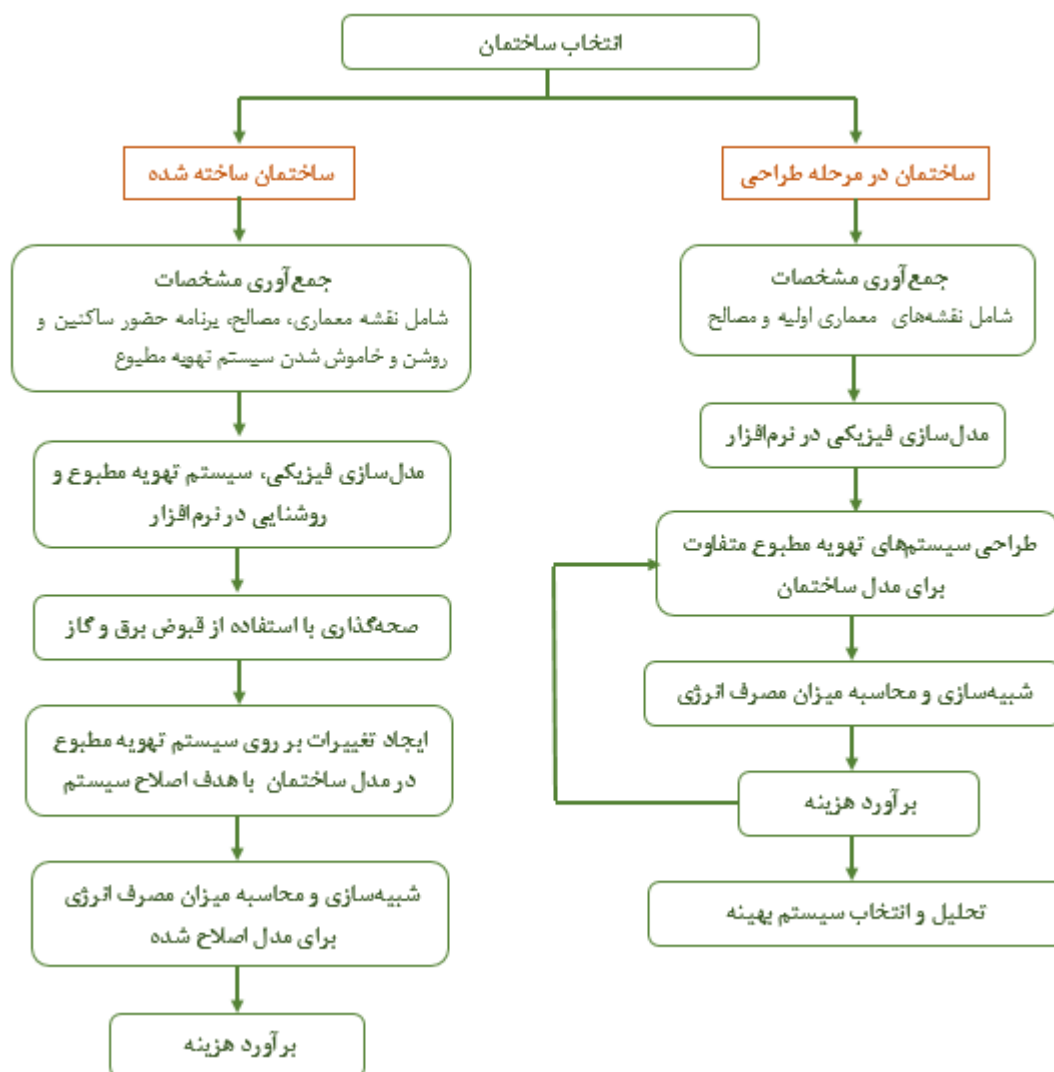 انتخاب ساختمان
ساختمان در مرحله طراحی
جمع‌آوری مشخصات
شامل نقشه‌های معماری اولیه و مصالح
مدل‌سازی فیزیکی در نرم‌افزار
طراحی سیستم‌های تهویه مطبوع متفاوت
برای مدل ساختمان
شبیه‌سازی و محاسبه میزان مصرف انرژی
برآورد هزینه
تحلیل و انتخاب سیستم بهینه
ساختمان ساخته شده
جمع‌آوری مشخصات
شامل نقشه معماری، مصالح، برنامه حضور ساکنین و
روشن و خاموش شدن سیستم تهویه مطبوع
مدل‌سازی فیزیکی، سیستم تهویه مطبوع و
روشنایی در نرم‌افزار
صحه‌گذاری با استفاده از قبوض برق و گاز
ایجاد تغییرات بر روی سیستم تهویه مطبوع
در مدل ساختمان با هدف اصلاح سیستم
شبیه‌سازی و محاسبه میزان مصرف انرژی
برای مدل اصلاح شده
برآورد هزینه